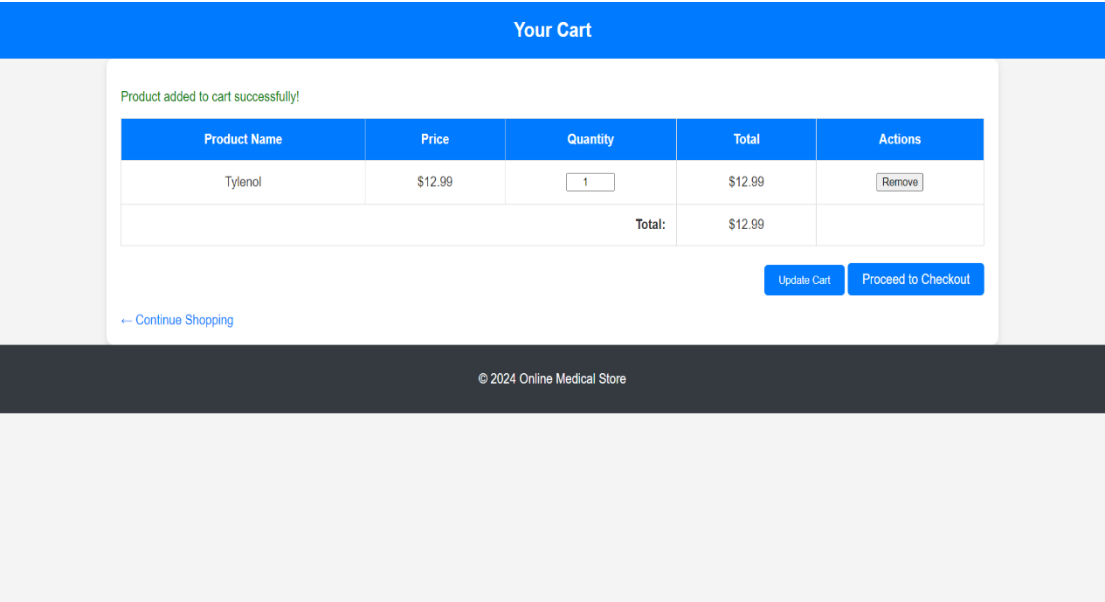 Your Cart
Product added to cart successfully!
Product Name Price Quantity Total Actions
Tylenol $12.99 1 $12.99 Remove
Total: $12.99
Update Cart Proceed to Checkout
← Continue Shopping
© 2024 Online Medical Store